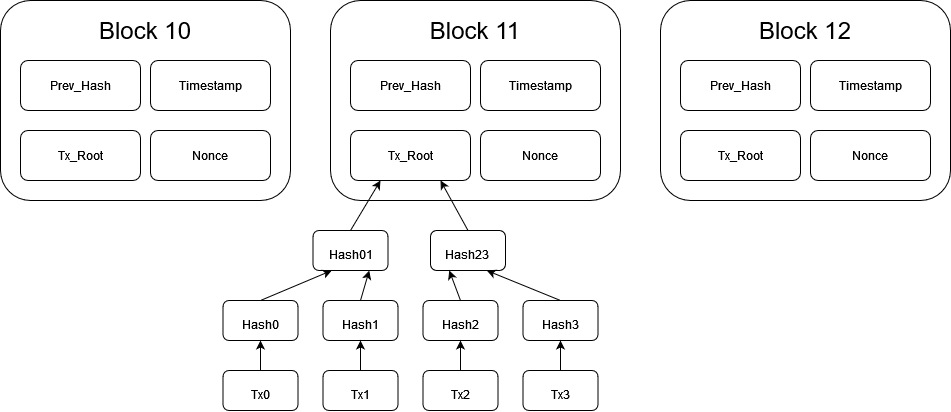 Block 10
Block 11
Block 12
Prev_Hash
Timestamp
Prev_Hash
Timestamp
Prev_Hash
Timestamp
Tx_Root
Nonce
Tx_Root
Nonce
Tx_Root
Nonce
Hash01
Hash23
Hash0
Hash1
Hash2
Hash3
Tx0
Tx1
Tx2
Tx3